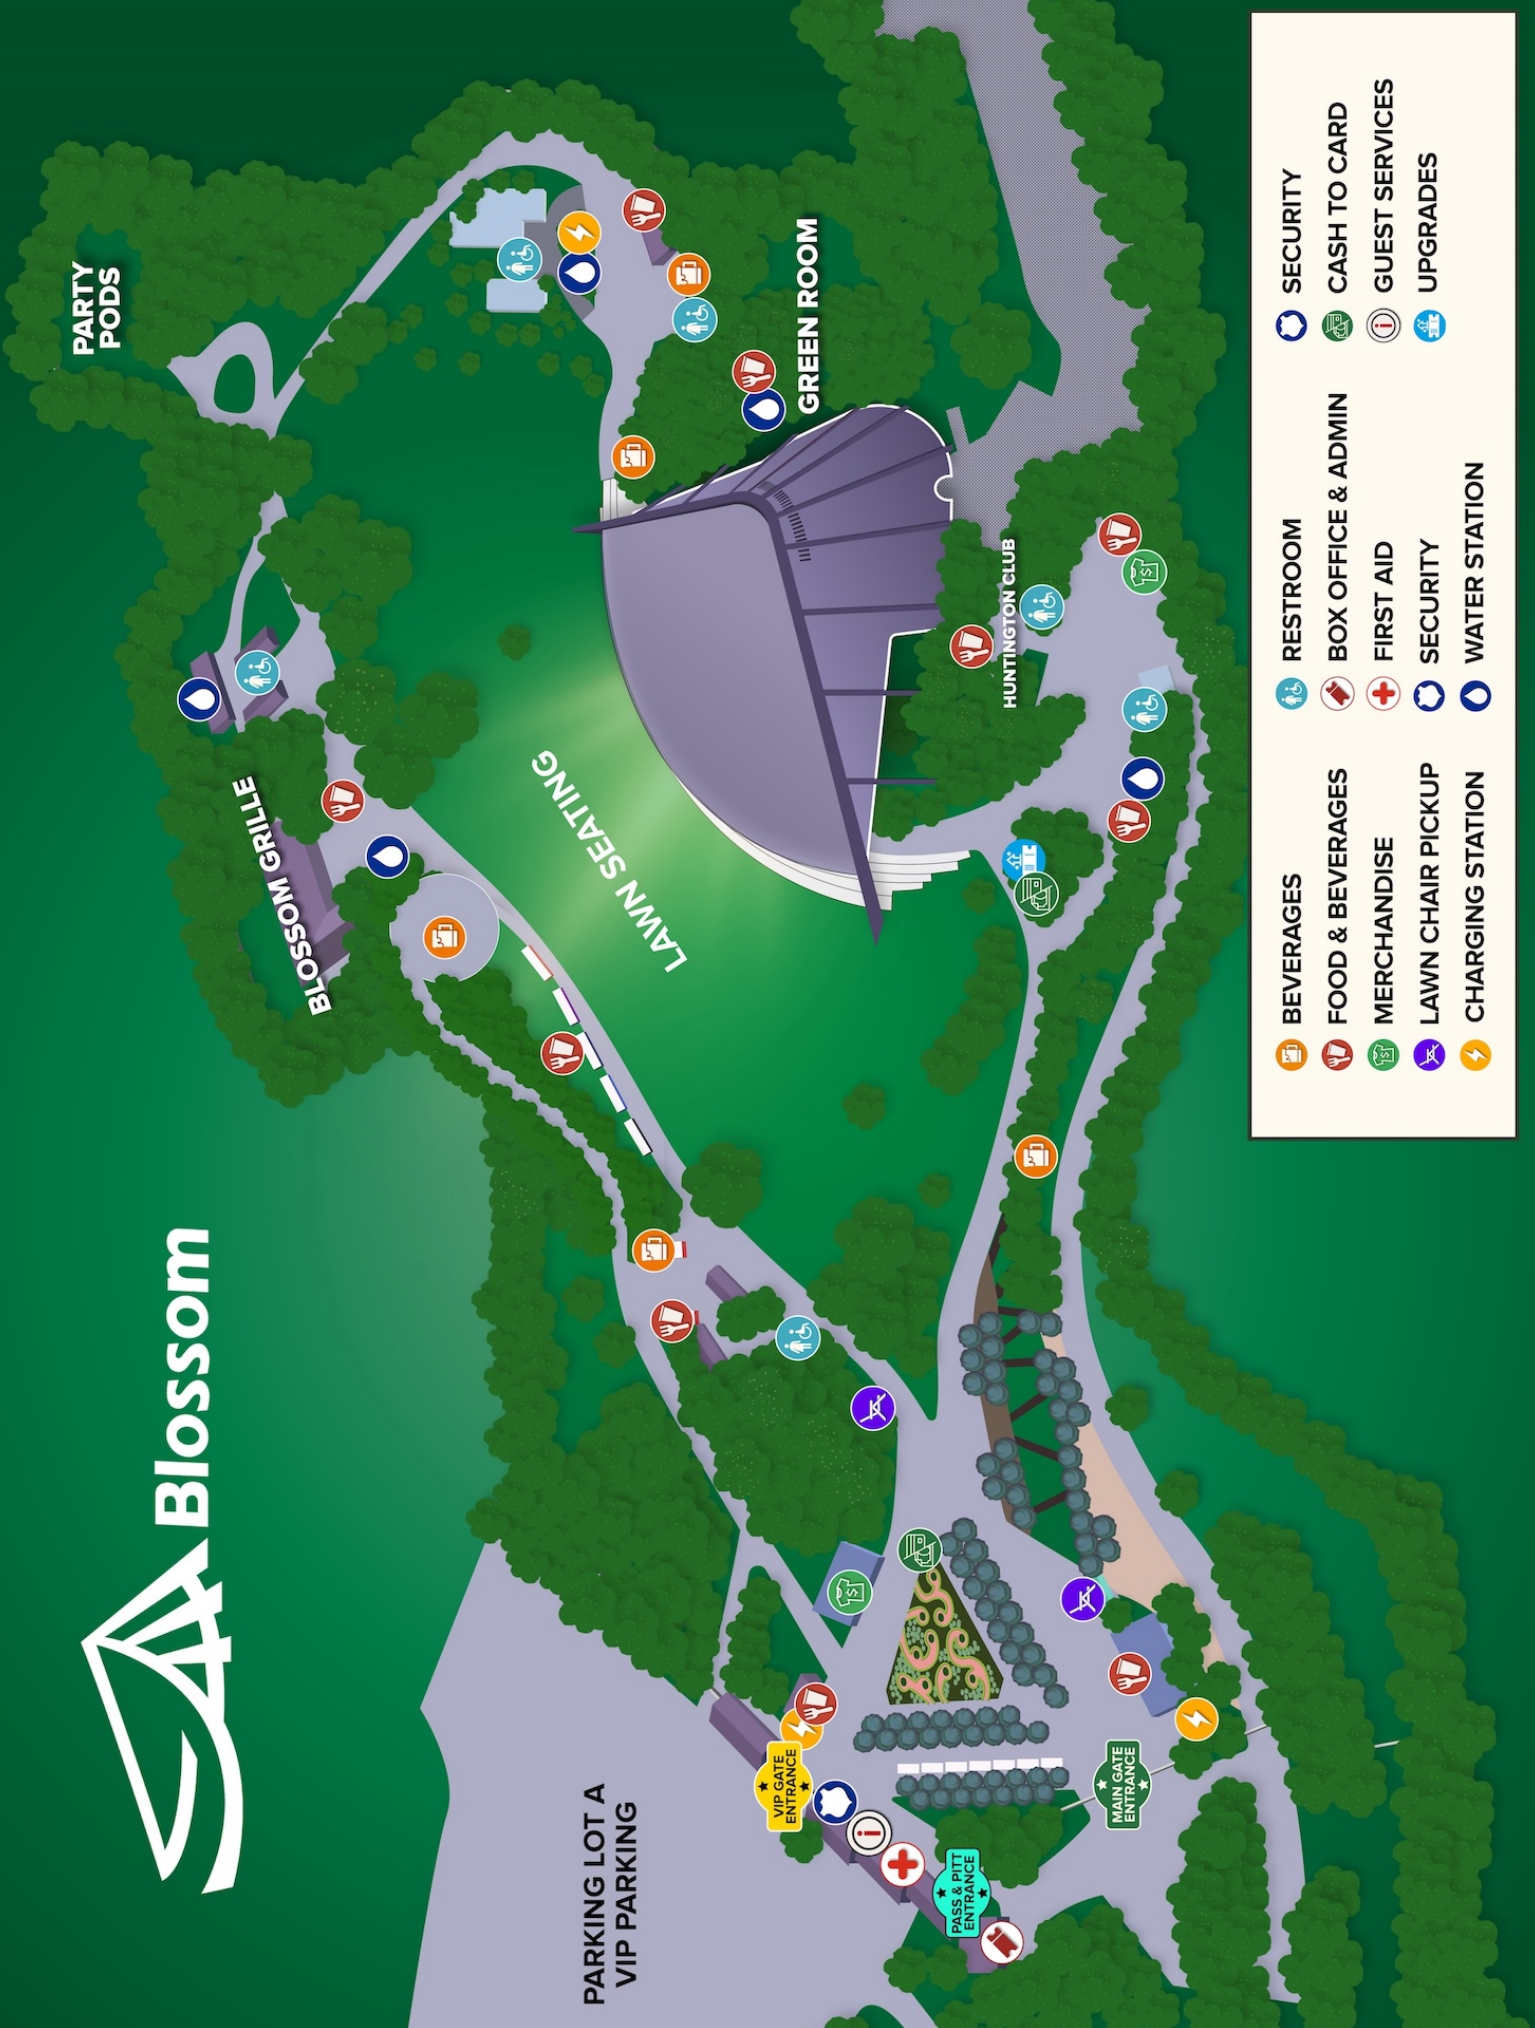 Blossom
PARKING LOT A
VIP PARKING
VIP GATE
ENTRANCE
PASS & PITT
ENTRANCE
MAIN GATE
ENTRANCE
BLOSSOM GRILLE
LAWN SEATING
PARTY
PODS
GREEN ROOM
HUNTINGTON CLUB
BEVERAGES
FOOD & BEVERAGES
MERCHANDISE
LAWN CHAIR PICKUP
CHARGING STATION
RESTROOM
BOX OFFICE & ADMIN
FIRST AID
SECURITY
WATER STATION
SECURITY
CASH TO CARD
GUEST SERVICES
UPGRADES